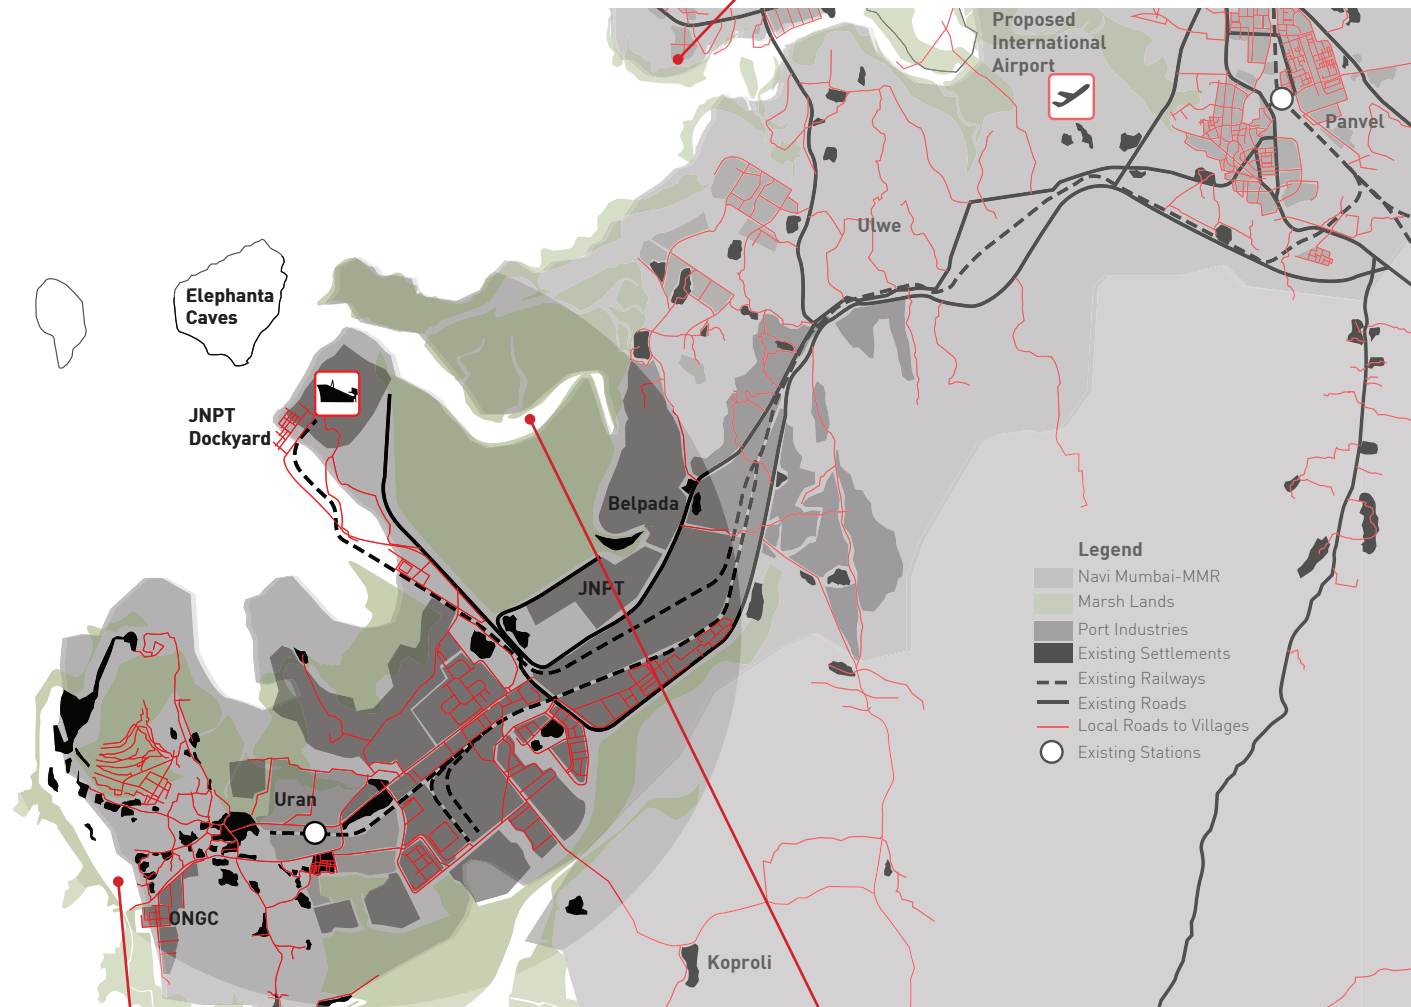 Proposed
International
Airport
Panvel
Ulwe
Elephanta
Caves
JNPT
Dockyard
Belpada
JNPT
Legend
Navi Mumbai-MMR
Marsh Lands
Port Industries
Existing Settlements
Existing Railways
Existing Roads
Local Roads to Villages
Existing Stations
Uran
ONGC
Koproli